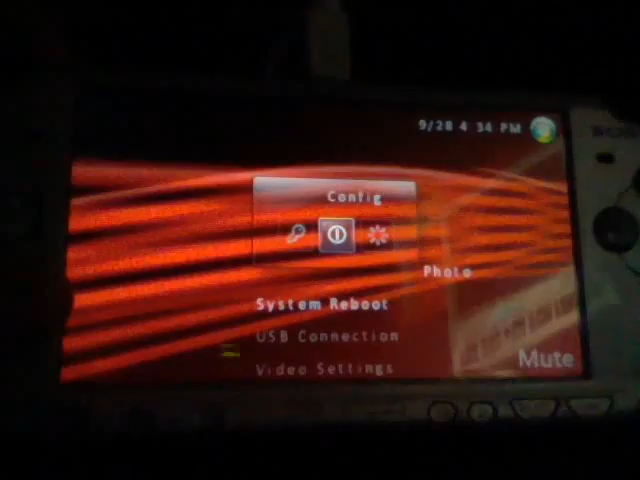 9/28 4 34 PM
Config
Photo
System Reboot
USB Connection
Video Settings
Mute